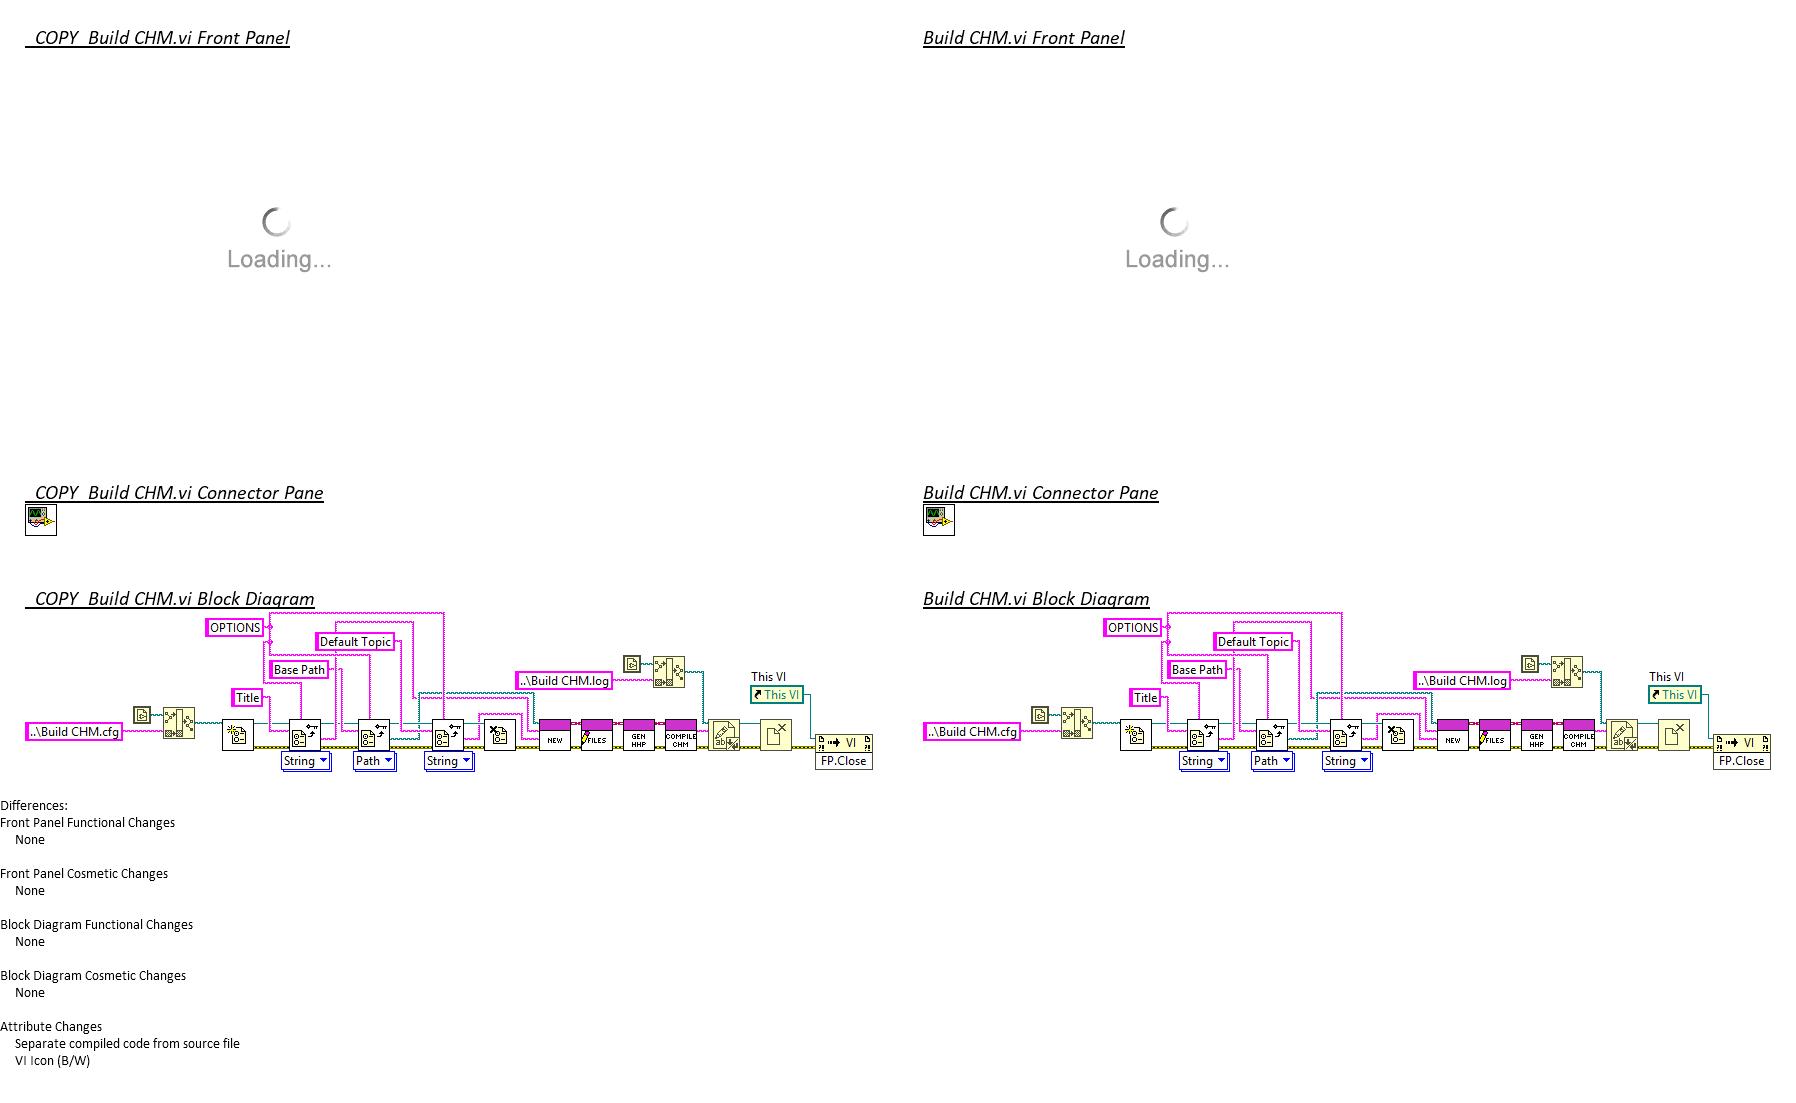 COPY Build CHM.vi Front Panel
Build CHM.vi Front Panel
Loading...
Loading...
COPY Build CHM.vi Connector Pane
Build CHM.vi Connector Pane
COPY Build CHM.vi Block Diagram
OPTIONS
Default Topic
Base Path
..\Build CHM.log
This VI
This VI
Title
..\Build CHM.cfg
NEW
FILES
GEN
HHP
COMPILE
CHM
ab
VI
String
Path
String
FP.Close
Build CHM.vi Block Diagram
OPTIONS
Default Topic
Base Path
..\Build CHM.log
This VI
This VI
Title
..\Build CHM.cfg
NEW
FILES
GEN
HHP
COMPILE
CHM
ab
VI
String
Path
String
FP.Close
Differences:
Front Panel Functional Changes
None
Front Panel Cosmetic Changes
None
Block Diagram Functional Changes
None
Block Diagram Cosmetic Changes
None
Attribute Changes
Separate compiled code from source file
VI Icon (B/W)